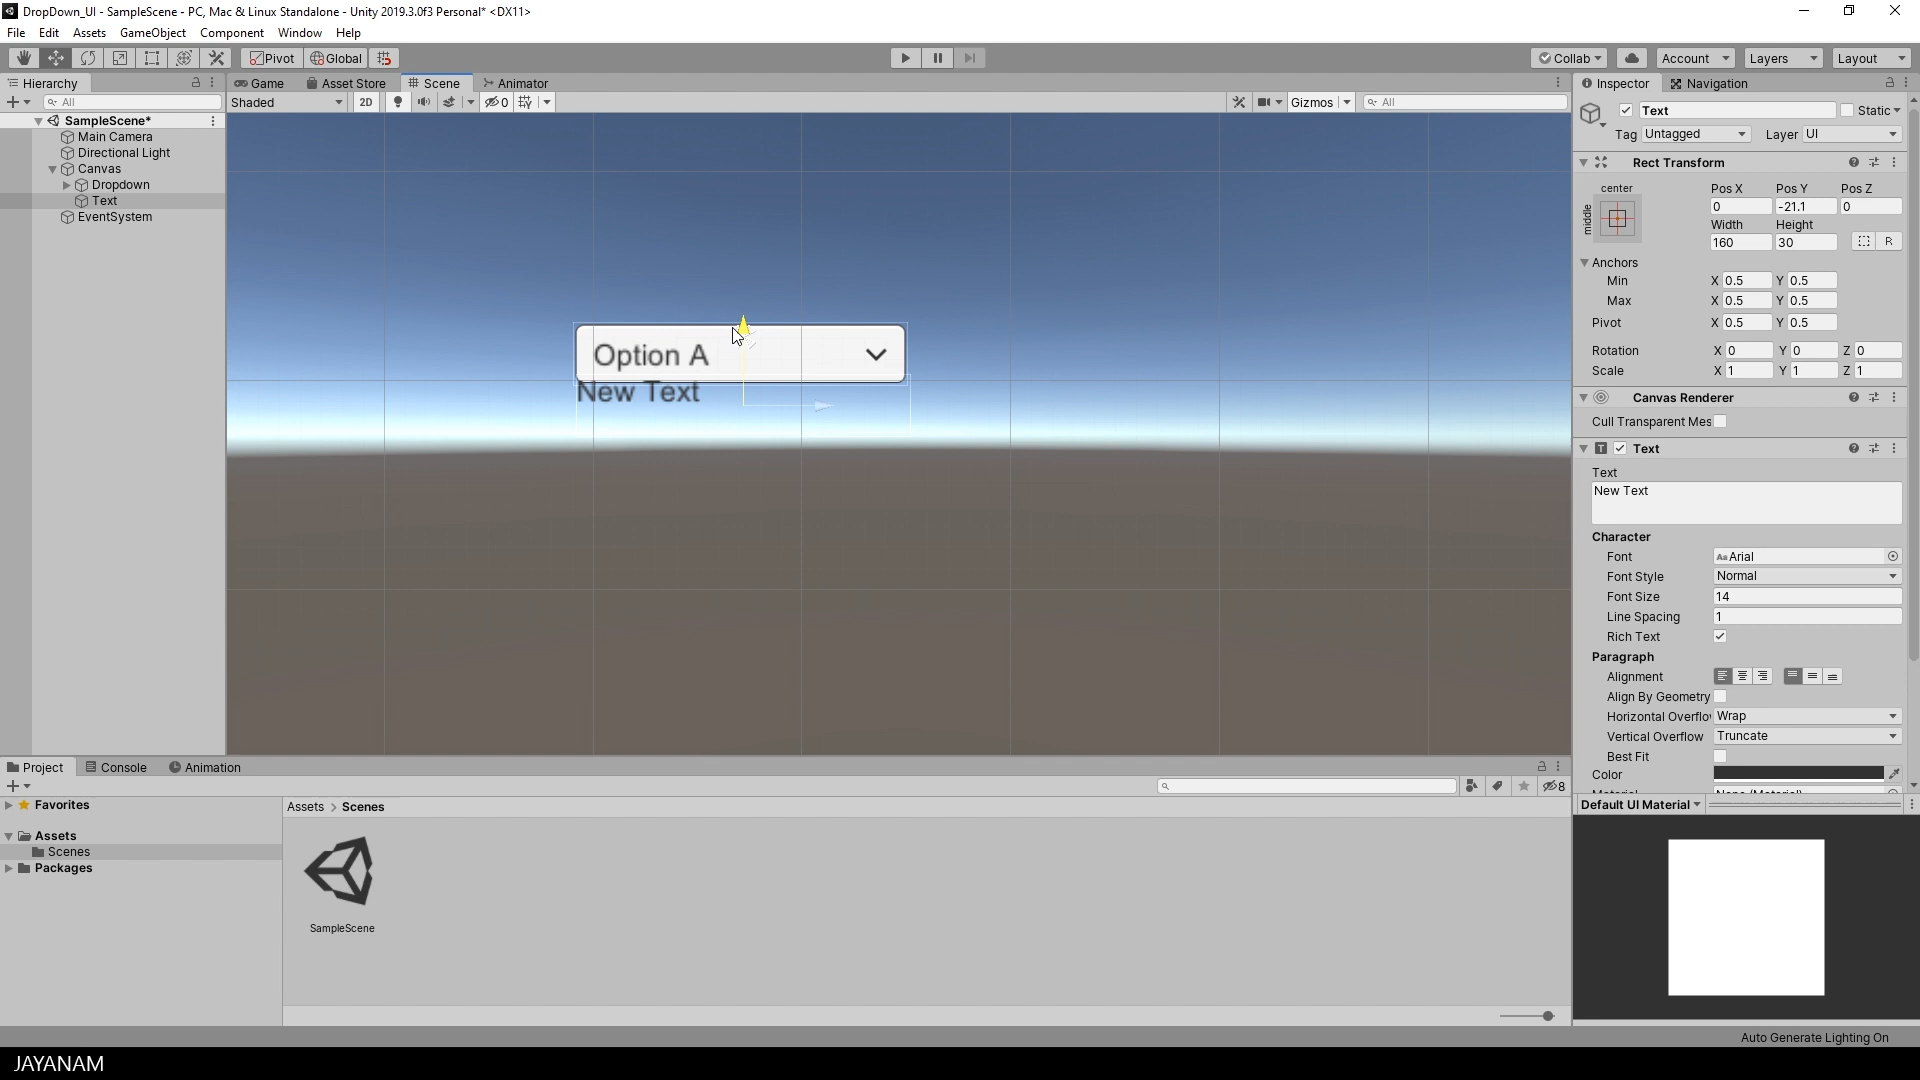 DropDown_UI - SampleScene - PC, Mac & Linux Standalone - Unity 2019.3.0f3 Personal* <DX11>
File Edit Assets GameObject Component Window Help
Pivot Global Collab Account Layers Layout
Hierarchy Game Asset Store Scene Animator Inspector Navigation
All Shaded 2D 0 Gizmos All
SampleScene*
Main Camera
Directional Light
Canvas
Dropdown
Text
EventSystem
Option A
New Text
Text Static
Tag Untagged Layer UI
Rect Transform
center
middle
Pos X Pos Y Pos Z
0 -21.1 0
Width Height
160 30 R
Anchors
Min X 0.5 Y 0.5
Max X 0.5 Y 0.5
Pivot X 0.5 Y 0.5
Rotation X 0 Y 0 Z 0
Scale X 1 Y 1 Z 1
Canvas Renderer
Cull Transparent Mes
Text
Text
New Text
Character
Font Arial
Font Style Normal
Font Size 14
Line Spacing 1
Rich Text
Paragraph
Alignment
Align By Geometry
Horizontal Overflo
Wrap
Vertical Overflow Truncate
Best Fit
Color
Default UI Material
Project Console Animation
8
Favorites
Assets
Scenes
Packages
Assets > Scenes
SampleScene
Auto Generate Lighting On
JAYANAM